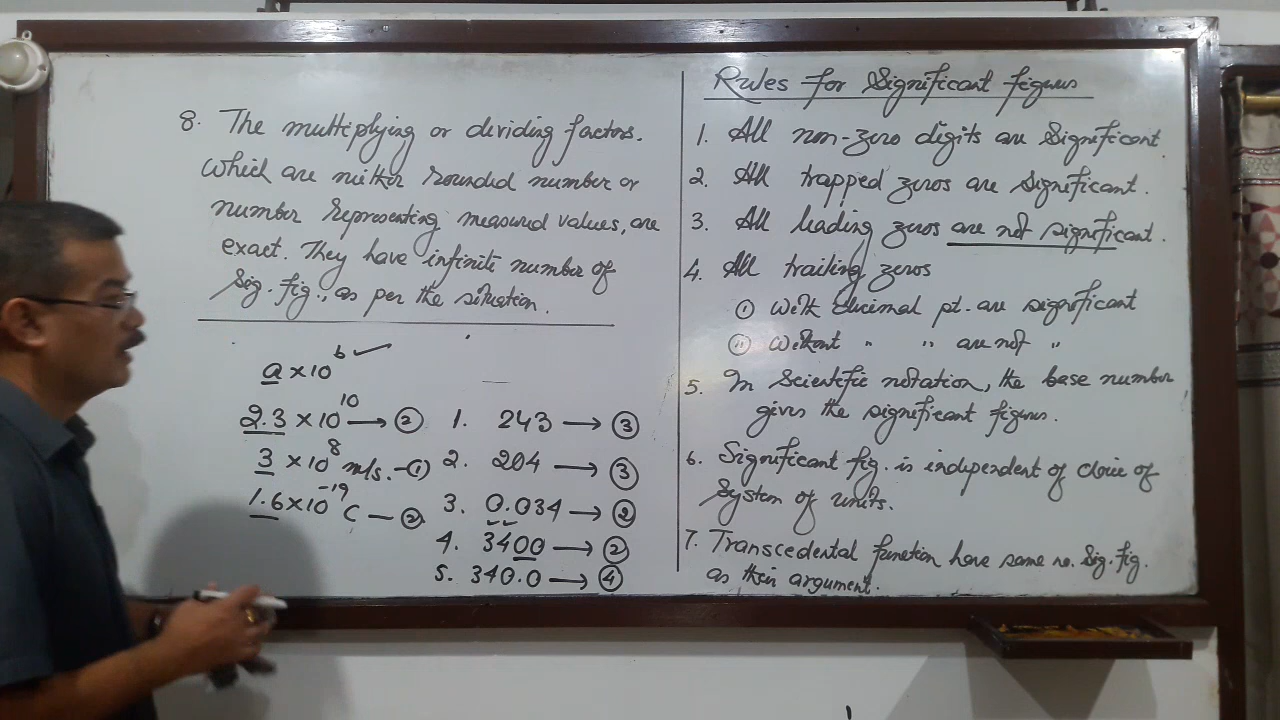 Rules for Significant figures
1. All non-zero digits are Significant
2. All trapped zeros are significant.
3. All leading zeros are not significant.
4. All trailing zeros
(i) With decimal pt. are significant
(ii) Without " " are not "
5. In Scientific notation, the base number
gives the significant figures.
6. Significant fig. is independent of choice of
System of units.
7. Transcedental function have same no. Sig. fig.
as their argument.
8. The multiplying or dividing factors.
Which are neither rounded number or
number representing measured values, are
exact. They have infinite number of
Sig. fig., as per the situation.
a × 10^b ✓
2.3 × 10^10 → ②
3 × 10^8 m/s. – ①
1.6 × 10^-19 C – ②
1. 243 → ③
2. 204 → ③
3. 0.034 → ②
4. 3400 → ②
5. 340.0 → ④